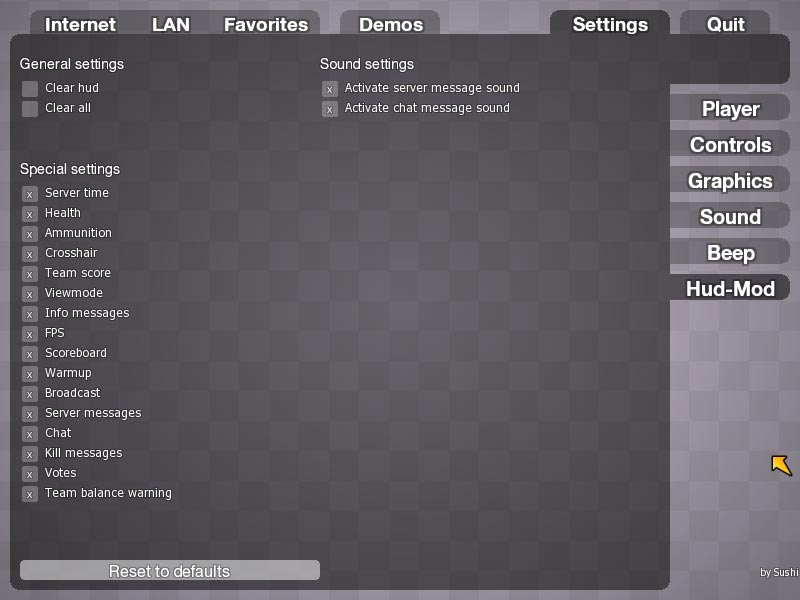 Internet LAN Favorites Demos Settings Quit
General settings
Clear hud
Clear all
Sound settings
x Activate server message sound
x Activate chat message sound
Special settings
x Server time
x Health
x Ammunition
x Crosshair
x Team score
x Viewmode
x Info messages
x FPS
x Scoreboard
x Warmup
x Broadcast
x Server messages
x Chat
x Kill messages
x Votes
x Team balance warning
Reset to defaults
Player
Controls
Graphics
Sound
Beep
Hud-Mod
by Sushi